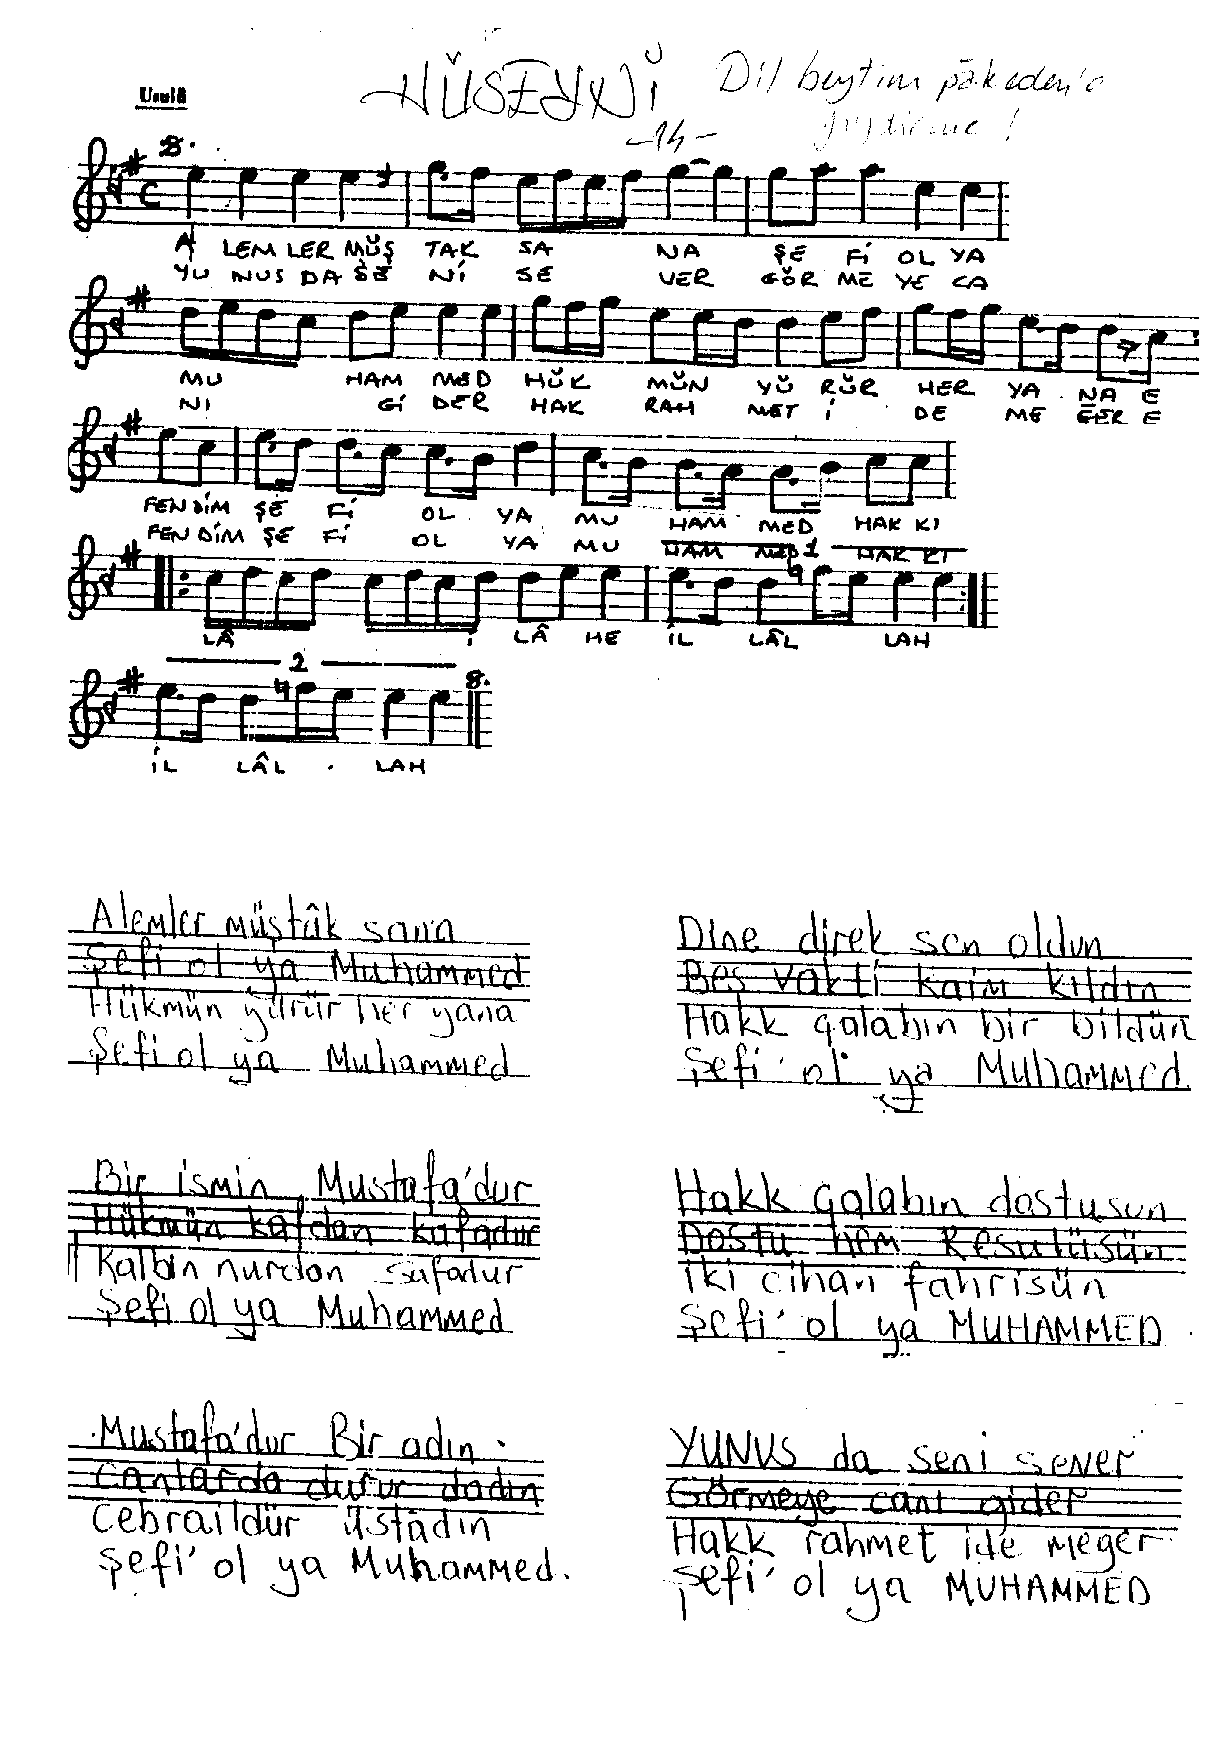 Usulü
HÜSEYNİ
Dil beytini pâk eden'e
giydirme !
-14-
A LEM LER MÜŞ TAK SA NA ŞE Fİ OL YA
YU NUS DA SE Nİ SE VER GÖR ME YE CA
MU HAM MED HÜK MÜN YÜ RÜR HER YA NA E
Nİ Gİ DER HAK RAH MET İ DE ME ĞER E
FEN DİM ŞE Fİ OL YA MU HAM MED HAK KI
FEN DİM ŞE Fİ OL YA MU HAM MED 1 HAK KI
LÂ İ LÂ HE İL LÂL LAH
2
İL LÂL . LAH
Alemler müştâk sana
Şefi ol ya Muhammed
Hükmün yürür her yana
Şefi ol ya Muhammed
Bir ismin Mustafa'dur
Hükmün kafdan kafadur
Kalbin nurdan safadur
Şefi ol ya Muhammed
Mustafa'dur Bir adın
Canlarda durur dadın
Cebraildür üstâdın
Şefi' ol ya Muhammed.
Dine direk sen oldun
Beş vakti kaim kıldın
Hakk qalabın bir bildün
Şefi' ol ya Muhammed
Hakk qalabın dostusun
Dostu hem Resulüsün
iki cihan fahrisün
Şefi' ol ya MUHAMMED
YUNUS da seni sever
Görmeye canı gider
Hakk rahmet ide meger
Şefi' ol ya MUHAMMED